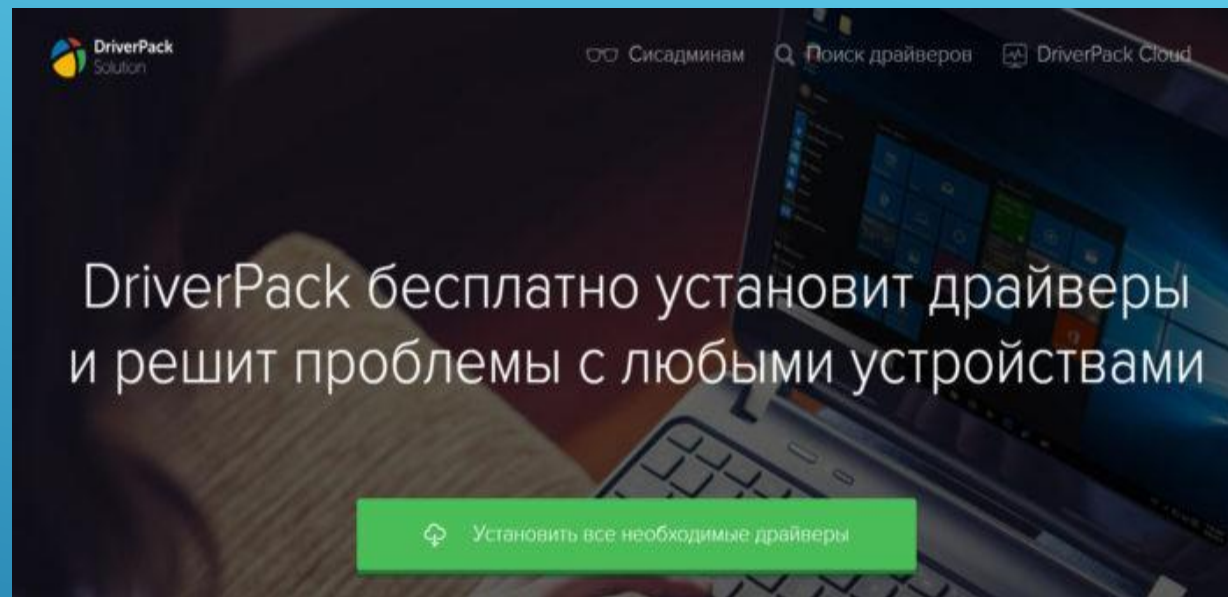 DriverPack
Solution
Сисадминам
Поиск драйверов
DriverPack Cloud
DriverPack бесплатно установит драйверы
и решит проблемы с любыми устройствами
Установить все необходимые драйверы